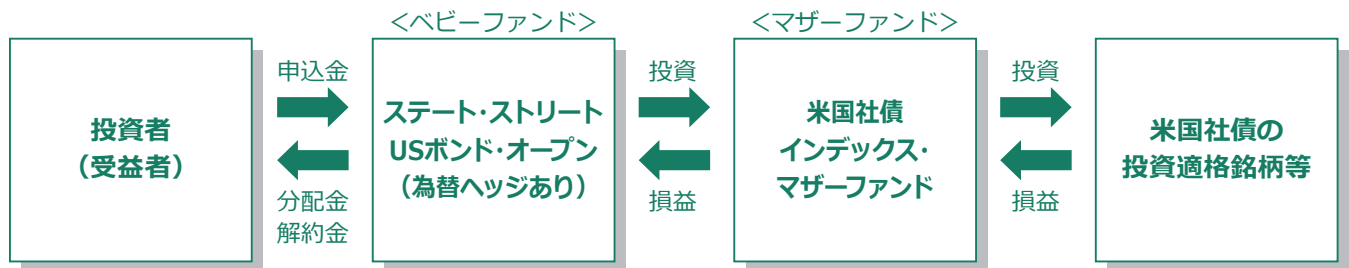 <ベビーファンド>
<マザーファンド>
投資者
（受益者）
申込金
分配金
解約金
ステート・ストリート
USボンド・オープン
（為替ヘッジあり）
投資
損益
米国社債
インデックス・
マザーファンド
投資
損益
米国社債の
投資適格銘柄等